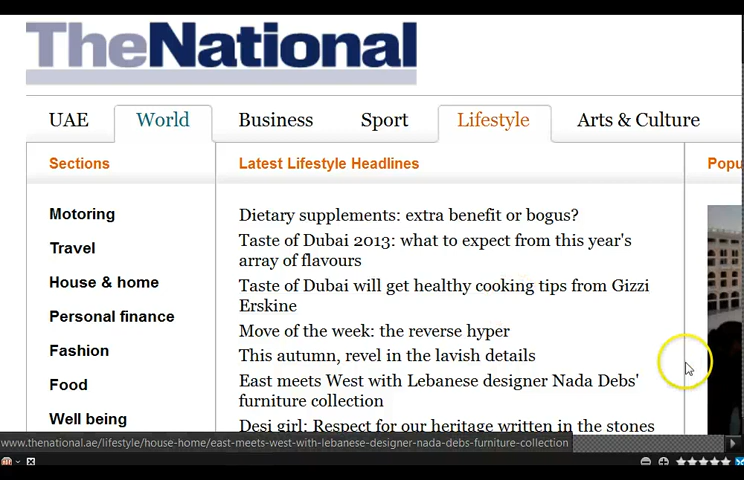 TheNational
UAE World Business Sport Lifestyle Arts & Culture
Sections Latest Lifestyle Headlines Popu
Motoring
Travel
House & home
Personal finance
Fashion
Food
Well being
Dietary supplements: extra benefit or bogus?
Taste of Dubai 2013: what to expect from this year's
array of flavours
Taste of Dubai will get healthy cooking tips from Gizzi
Erskine
Move of the week: the reverse hyper
This autumn, revel in the lavish details
East meets West with Lebanese designer Nada Debs'
furniture collection
Desi girl: Respect for our heritage written in the stones
www.thenational.ae/lifestyle/house-home/east-meets-west-with-lebanese-designer-nada-debs-furniture-collection